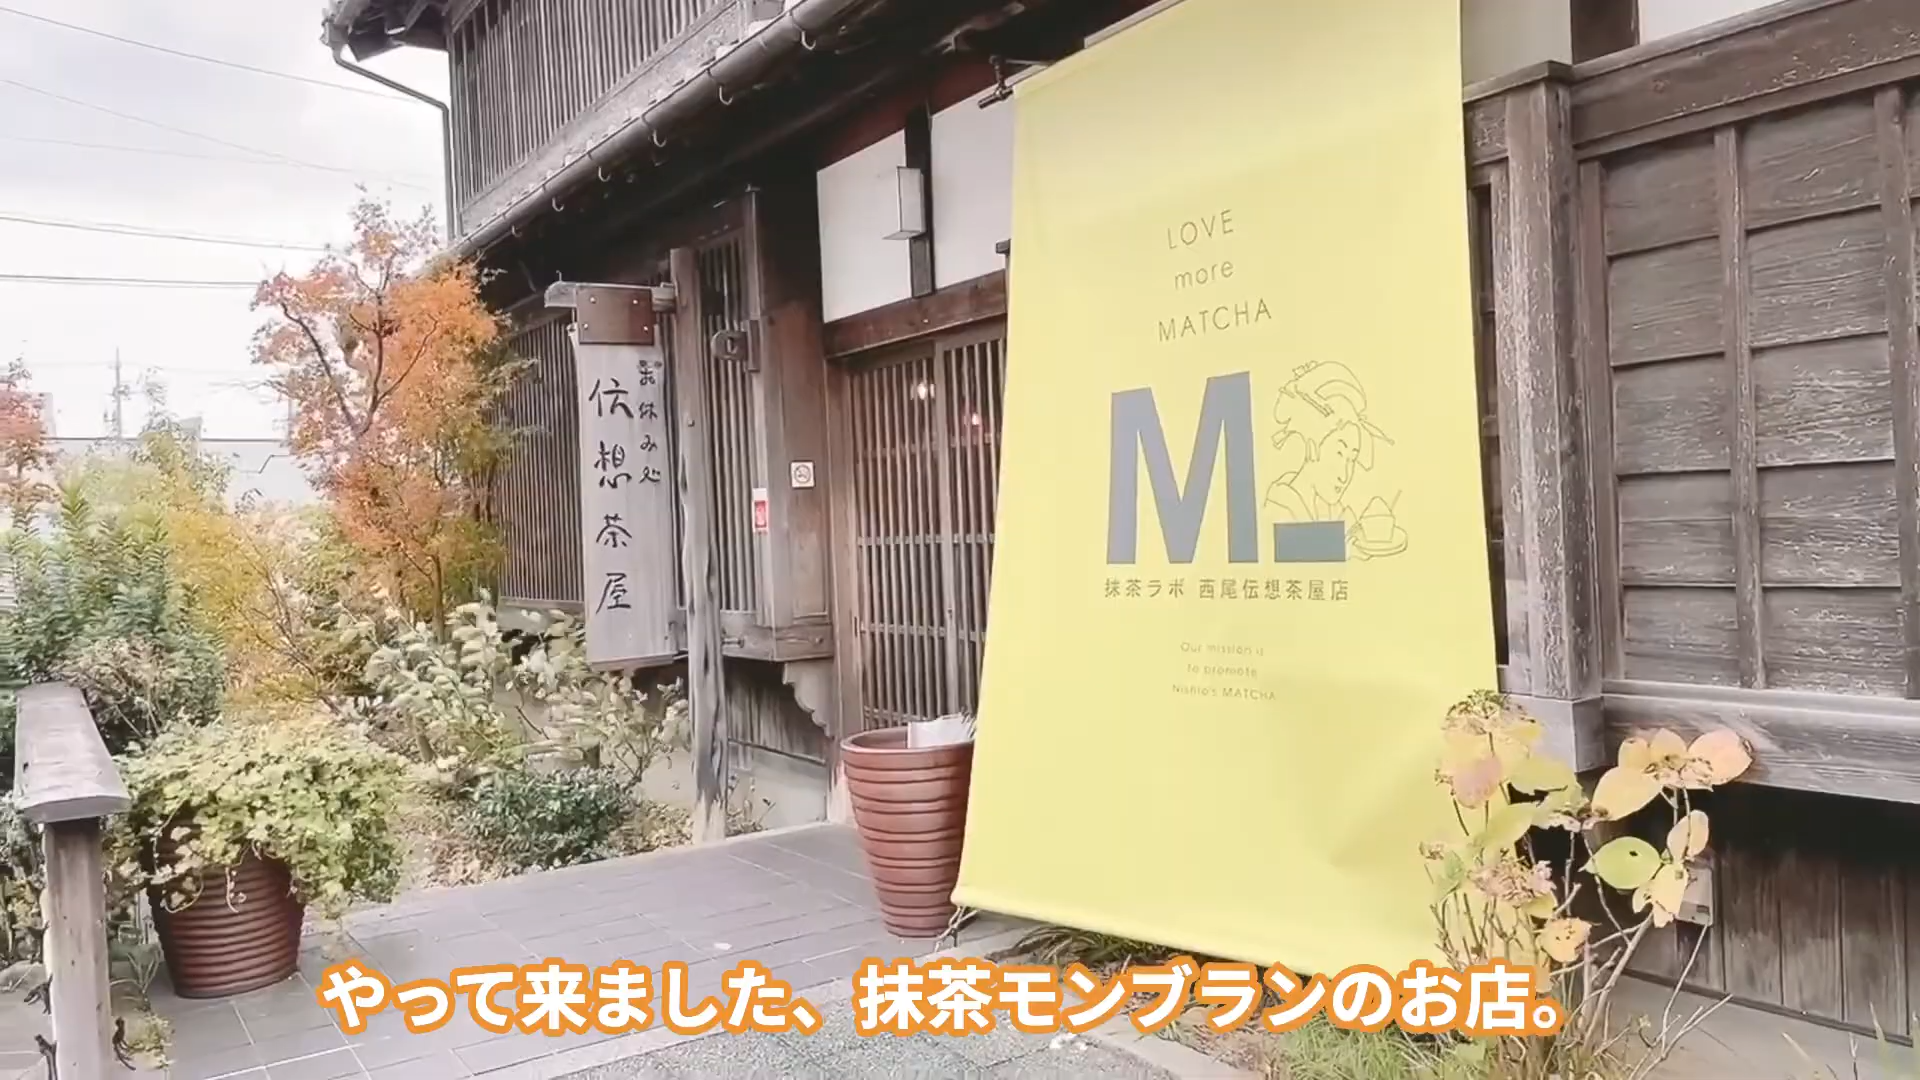 お休み処
伝想茶屋
LOVE
more
MATCHA
M
抹茶ラボ 西尾伝想茶屋店
Our mission is
to promote
Nishio's MATCHA
やって来ました、抹茶モンブランのお店。